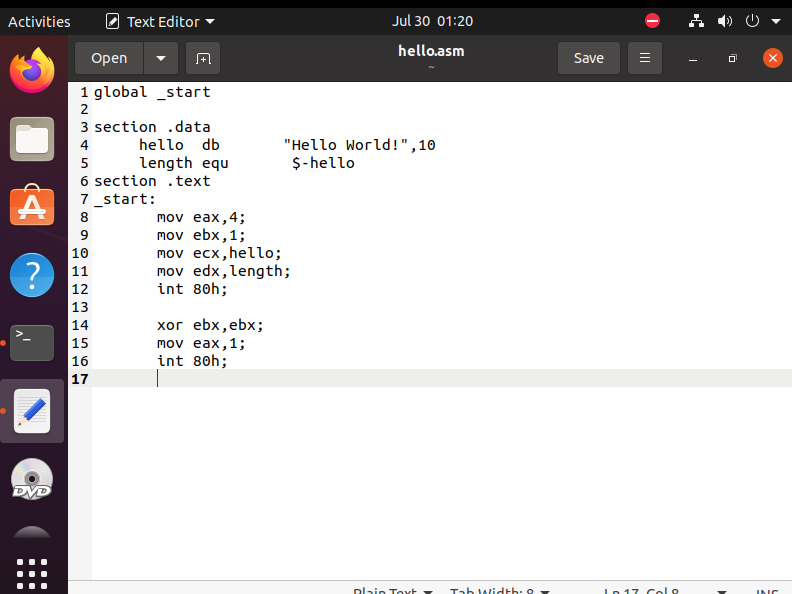 Activities Text Editor Jul 30 01:20
Open hello.asm Save
~
1 global _start
2
3 section .data
4 hello db "Hello World!",10
5 length equ $-hello
6 section .text
7 _start:
8 mov eax,4;
9 mov ebx,1;
10 mov ecx,hello;
11 mov edx,length;
12 int 80h;
13
14 xor ebx,ebx;
15 mov eax,1;
16 int 80h;
17
>_
?
A
DVD
Plain Text Tab Width: 8 Ln 17, Col 8 INS